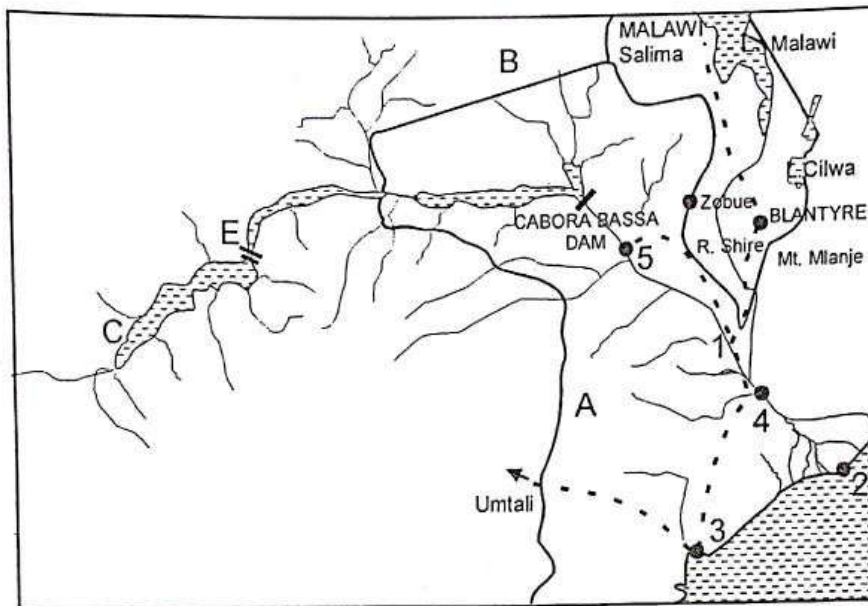 MALAWI
Salima
L. Malawi
B
L. Cilwa
Zobue
BLANTYRE
CABORA BASSA
DAM
R. Shire
Mt. Mlanje
E
5
C
1
A
4
2
Umtali
3